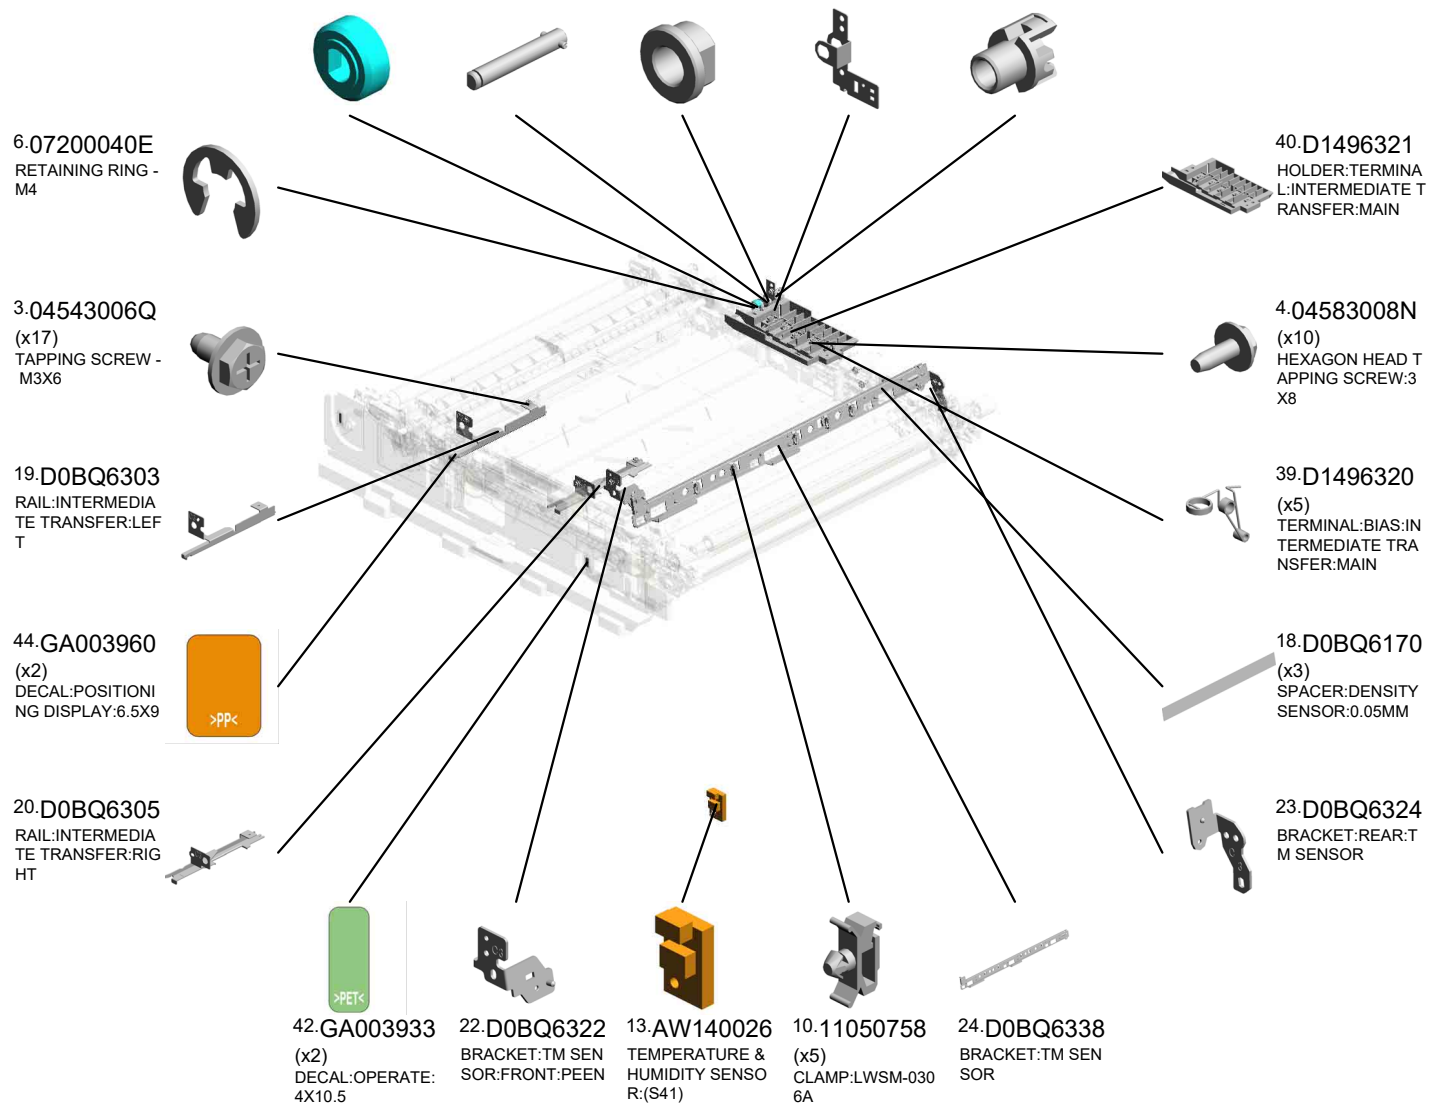 6.07200040E
RETAINING RING -
M4
3.04543006Q
(x17)
TAPPING SCREW -
M3X6
19.D0BQ6303
RAIL:INTERMEDIA
TE TRANSFER:LEF
T
44.GA003960
(x2)
DECAL:POSITIONI
NG DISPLAY:6.5X9
>PP<
20.D0BQ6305
RAIL:INTERMEDIA
TE TRANSFER:RIG
HT
40.D1496321
HOLDER:TERMINA
L:INTERMEDIATE T
RANSFER:MAIN
4.04583008N
(x10)
HEXAGON HEAD T
APPING SCREW:3
X8
39.D1496320
(x5)
TERMINAL:BIAS:IN
TERMEDIATE TRA
NSFER:MAIN
18.D0BQ6170
(x3)
SPACER:DENSITY
SENSOR:0.05MM
23.D0BQ6324
BRACKET:REAR:T
M SENSOR
>PET<
42.GA003933
(x2)
DECAL:OPERATE:
4X10.5
22.D0BQ6322
BRACKET:TM SEN
SOR:FRONT:PEEN
13.AW140026
TEMPERATURE &
HUMIDITY SENSO
R:(S41)
10.11050758
(x5)
CLAMP:LWSM-030
6A
24.D0BQ6338
BRACKET:TM SEN
SOR